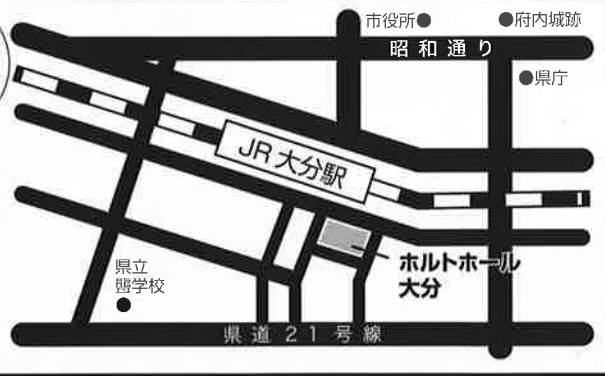 市役所●
●府内城跡
昭和通り
●県庁
JR大分駅
ホルトホール
大分
県立
聾学校
●
県道21号線